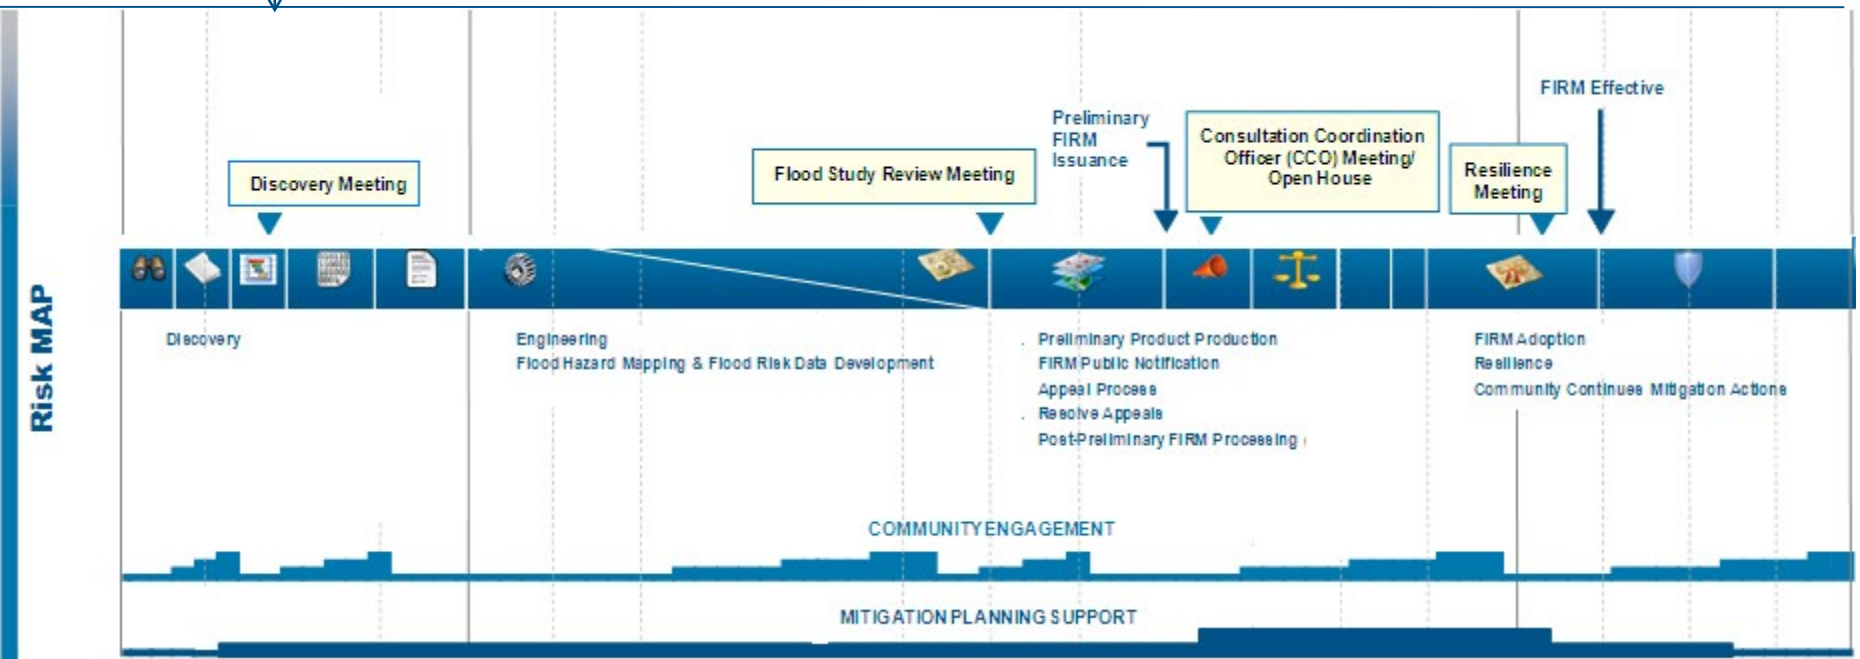 Risk MAP
FIRM Effective
Preliminary
FIRM
Issuance
Consultation Coordination
Officer (CCO) Meeting/
Open House
Resilience
Meeting
Flood Study Review Meeting
Discovery Meeting
Discovery
Engineering
Flood Hazard Mapping & Flood Risk Data Development
Preliminary Product Production
FIRM Public Notification
Appeal Process
Resolve Appeals
Post-Preliminary FIRM Processing
FIRM Adoption
Resilience
Community Continues Mitigation Actions
COMMUNITY ENGAGEMENT
MITIGATION PLANNING SUPPORT